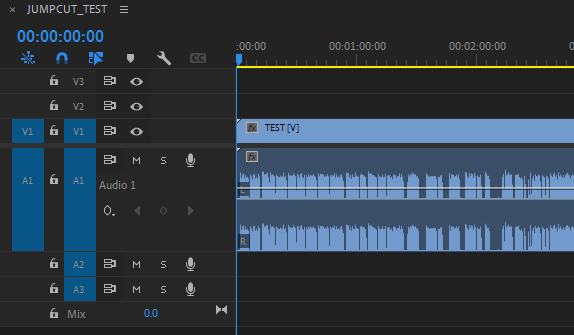 × JUMPCUT_TEST ≡
00:00:00:00
:00:00 00:01:00:00 00:02:00:00
CC
V3
V2
V1 V1 fx TEST [V]
M S fx
A1 A1 Audio 1
L
R
A2 M S
A3 M S
Mix 0.0